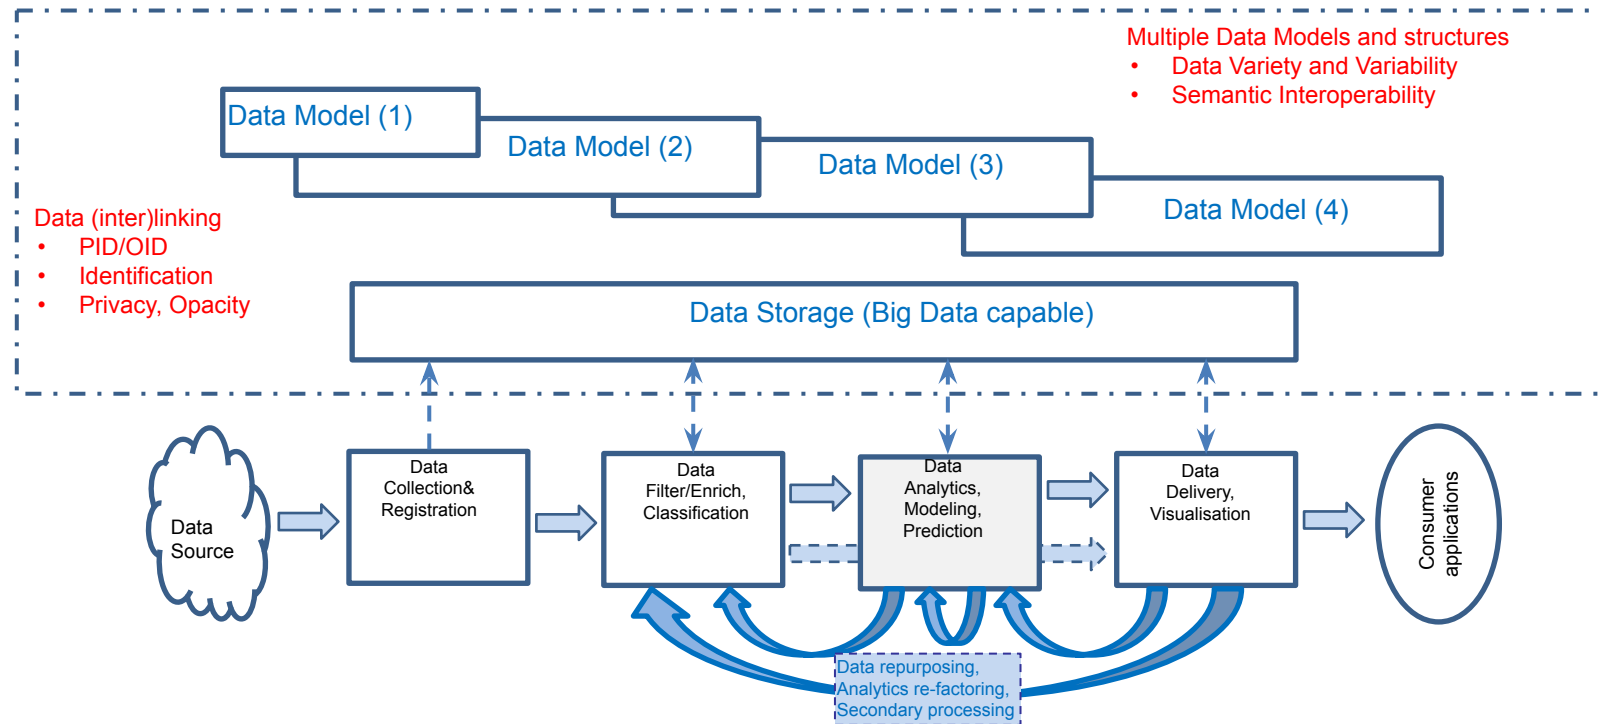 Multiple Data Models and structures
• Data Variety and Variability
• Semantic Interoperability
Data Model (1)
Data Model (2)
Data Model (3)
Data Model (4)
Data (inter)linking
• PID/OID
• Identification
• Privacy, Opacity
Data Storage (Big Data capable)
Data
Source
Data
Collection&
Registration
Data
Filter/Enrich,
Classification
Data
Analytics,
Modeling,
Prediction
Data
Delivery,
Visualisation
Consumer
applications
Data repurposing,
Analytics re-factoring,
Secondary processing